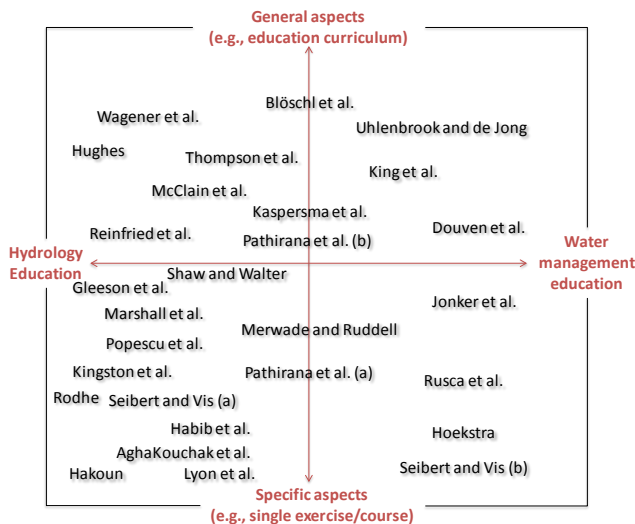 General aspects
(e.g., education curriculum)
Blöschl et al.
Wagener et al.
Uhlenbrook and de Jong
Hughes
Thompson et al.
King et al.
McClain et al.
Kaspersma et al.
Douven et al.
Reinfried et al.
Pathirana et al. (b)
Hydrology
Education
Water
management
education
Shaw and Walter
Gleeson et al.
Jonker et al.
Marshall et al.
Merwade and Ruddell
Popescu et al.
Kingston et al.
Pathirana et al. (a)
Rusca et al.
Rodhe
Seibert and Vis (a)
Habib et al.
Hoekstra
AghaKouchak et al.
Hakoun
Lyon et al.
Seibert and Vis (b)
Specific aspects
(e.g., single exercise/course)